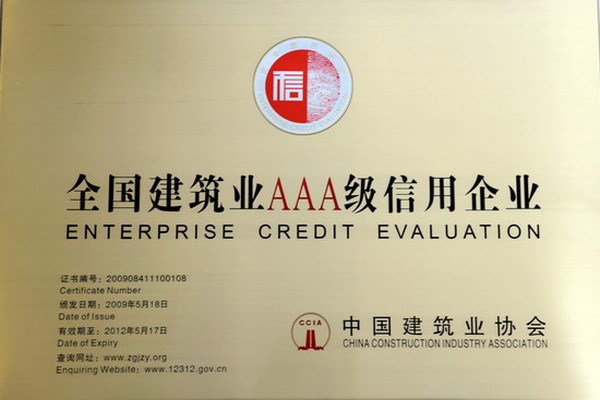 信
ENTERPRISE CREDIT EVALUATION
全国建筑业AAA级信用企业
ENTERPRISE CREDIT EVALUATION
证书编号：200908411100108
Certificate Number
颁发日期：2009年5月18日
Date of Issue
有效期至：2012年5月17日
Date of Expiry
查询网址：www.zgjzy.org
Enquiring Website：www.12312.gov.cn
CCIA
中国建筑业协会
CHINA CONSTRUCTION INDUSTRY ASSOCIATION